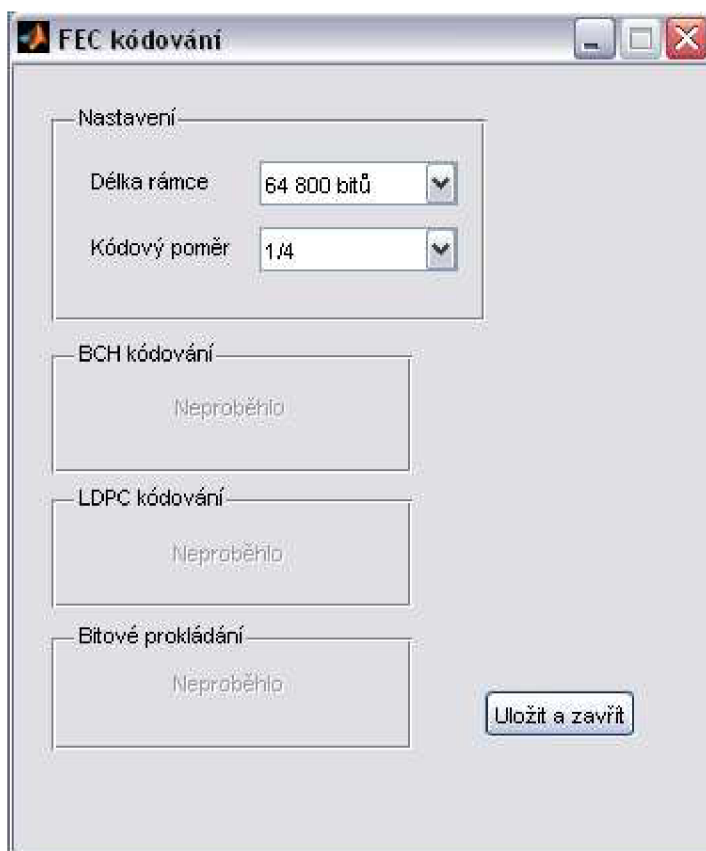 FEC kódování
Nastavení
Délka rámce 64 800 bitů
Kódový poměr 1/4
BCH kódování
Neproběhlo
LDPC kódování
Neproběhlo
Bitové prokládání
Neproběhlo
Uložit a zavřít